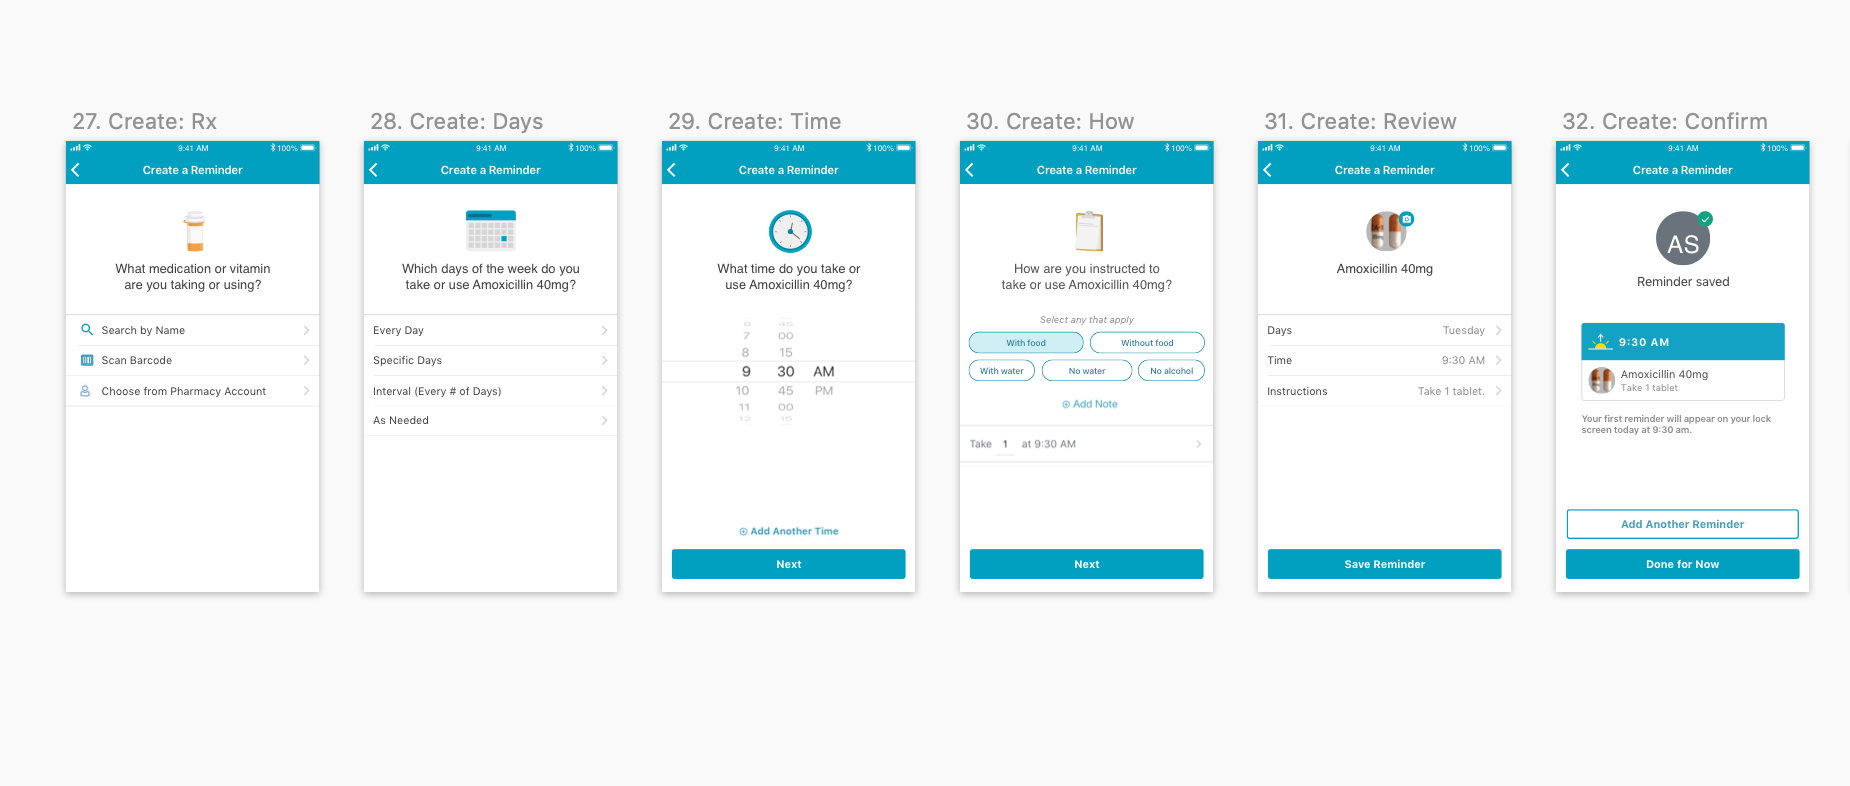 27. Create: Rx
9:41 AM
100%
Create a Reminder
What medication or vitamin
are you taking or using?
Search by Name
Scan Barcode
Choose from Pharmacy Account
28. Create: Days
9:41 AM
100%
Create a Reminder
Which days of the week do you
take or use Amoxicillin 40mg?
Every Day
Specific Days
Interval (Every # of Days)
As Needed
29. Create: Time
9:41 AM
100%
Create a Reminder
What time do you take or
use Amoxicillin 40mg?
6 45
7 00
8 15
9 30 AM
10 45 PM
11 00
12 15
Add Another Time
Next
30. Create: How
9:41 AM
100%
Create a Reminder
How are you instructed to
take or use Amoxicillin 40mg?
Select any that apply
With food Without food
With water No water No alcohol
Add Note
Take 1 at 9:30 AM
Next
31. Create: Review
9:41 AM
100%
Create a Reminder
Amoxicillin 40mg
Days Tuesday
Time 9:30 AM
Instructions Take 1 tablet.
Save Reminder
32. Create: Confirm
9:41 AM
100%
Create a Reminder
AS
Reminder saved
9:30 AM
Amoxicillin 40mg
Take 1 tablet
Your first reminder will appear on your lock
screen today at 9:30 am.
Add Another Reminder
Done for Now